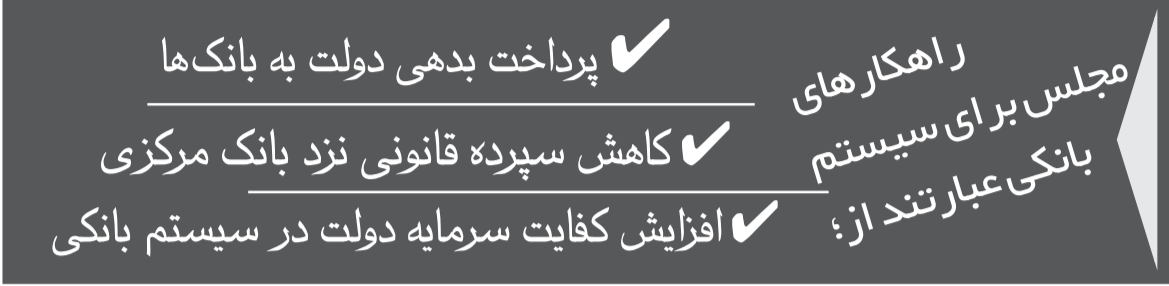 راهکارهای
مجلس برای سیستم
بانکی عبارتند از؛
✔ پرداخت بدهی دولت به بانک‌ها
✔ کاهش سپرده قانونی نزد بانک مرکزی
✔ افزایش کفایت سرمایه دولت در سیستم بانکی